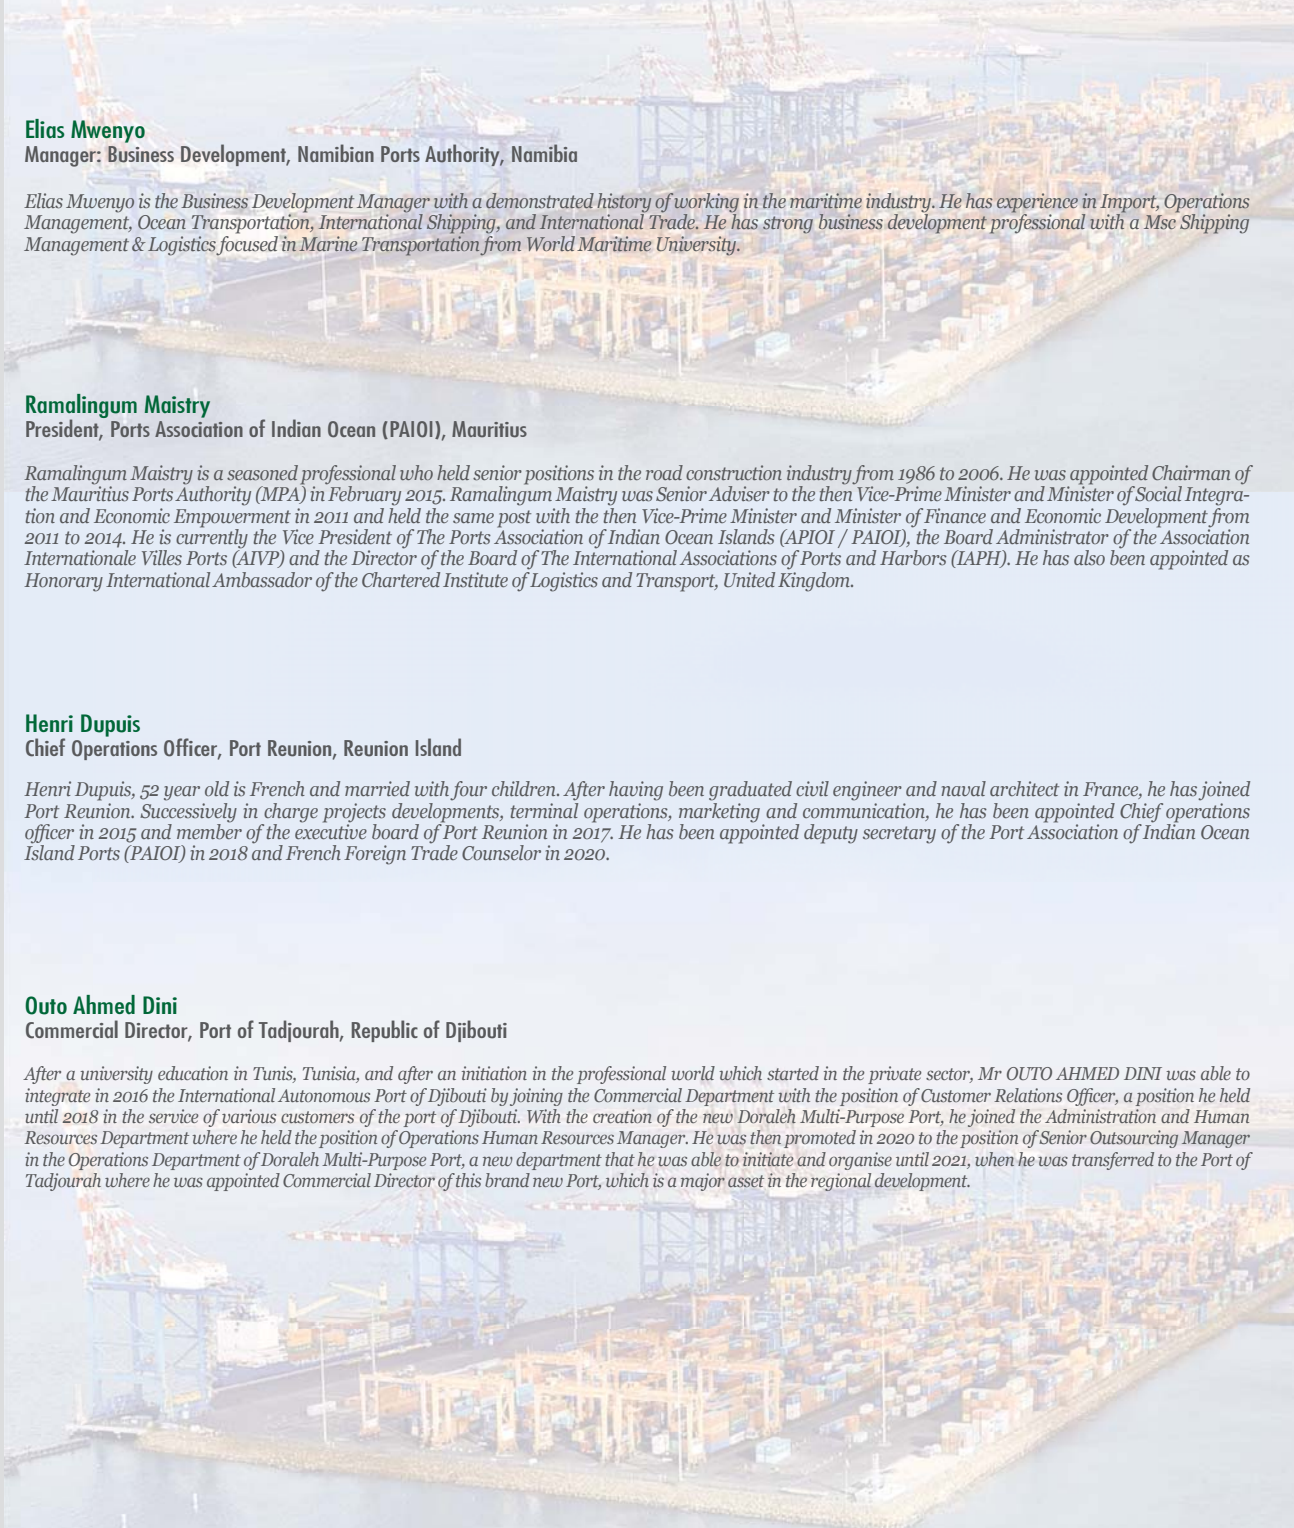 Elias Mwenyo
Manager: Business Development, Namibian Ports Authority, Namibia
Elias Mwenyo is the Business Development Manager with a demonstrated history of working in the maritime industry. He has experience in Import, Operations
Management, Ocean Transportation, International Shipping, and International Trade. He has strong business development professional with a Msc Shipping
Management & Logistics focused in Marine Transportation from World Maritime University.
Ramalingum Maistry
President, Ports Association of Indian Ocean (PAIOI), Mauritius
Ramalingum Maistry is a seasoned professional who held senior positions in the road construction industry from 1986 to 2006. He was appointed Chairman of
the Mauritius Ports Authority (MPA) in February 2015. Ramalingum Maistry was Senior Adviser to the then Vice-Prime Minister and Minister of Social Integra-
tion and Economic Empowerment in 2011 and held the same post with the then Vice-Prime Minister and Minister of Finance and Economic Development from
2011 to 2014. He is currently the Vice President of The Ports Association of Indian Ocean Islands (APIOI / PAIOI), the Board Administrator of the Association
Internationale Villes Ports (AIVP) and the Director of the Board of The International Associations of Ports and Harbors (IAPH). He has also been appointed as
Honorary International Ambassador of the Chartered Institute of Logistics and Transport, United Kingdom.
Henri Dupuis
Chief Operations Officer, Port Reunion, Reunion Island
Henri Dupuis, 52 year old is French and married with four children. After having been graduated civil engineer and naval architect in France, he has joined
Port Reunion. Successively in charge projects developments, terminal operations, marketing and communication, he has been appointed Chief operations
officer in 2015 and member of the executive board of Port Reunion in 2017. He has been appointed deputy secretary of the Port Association of Indian Ocean
Island Ports (PAIOI) in 2018 and French Foreign Trade Counselor in 2020.
Outo Ahmed Dini
Commercial Director, Port of Tadjourah, Republic of Djibouti
After a university education in Tunis, Tunisia, and after an initiation in the professional world which started in the private sector, Mr OUTO AHMED DINI was able to
integrate in 2016 the International Autonomous Port of Djibouti by joining the Commercial Department with the position of Customer Relations Officer, a position he held
until 2018 in the service of various customers of the port of Djibouti. With the creation of the new Doraleh Multi-Purpose Port, he joined the Administration and Human
Resources Department where he held the position of Operations Human Resources Manager. He was then promoted in 2020 to the position of Senior Outsourcing Manager
in the Operations Department of Doraleh Multi-Purpose Port, a new department that he was able to initiate and organise until 2021, when he was transferred to the Port of
Tadjourah where he was appointed Commercial Director of this brand new Port, which is a major asset in the regional development.